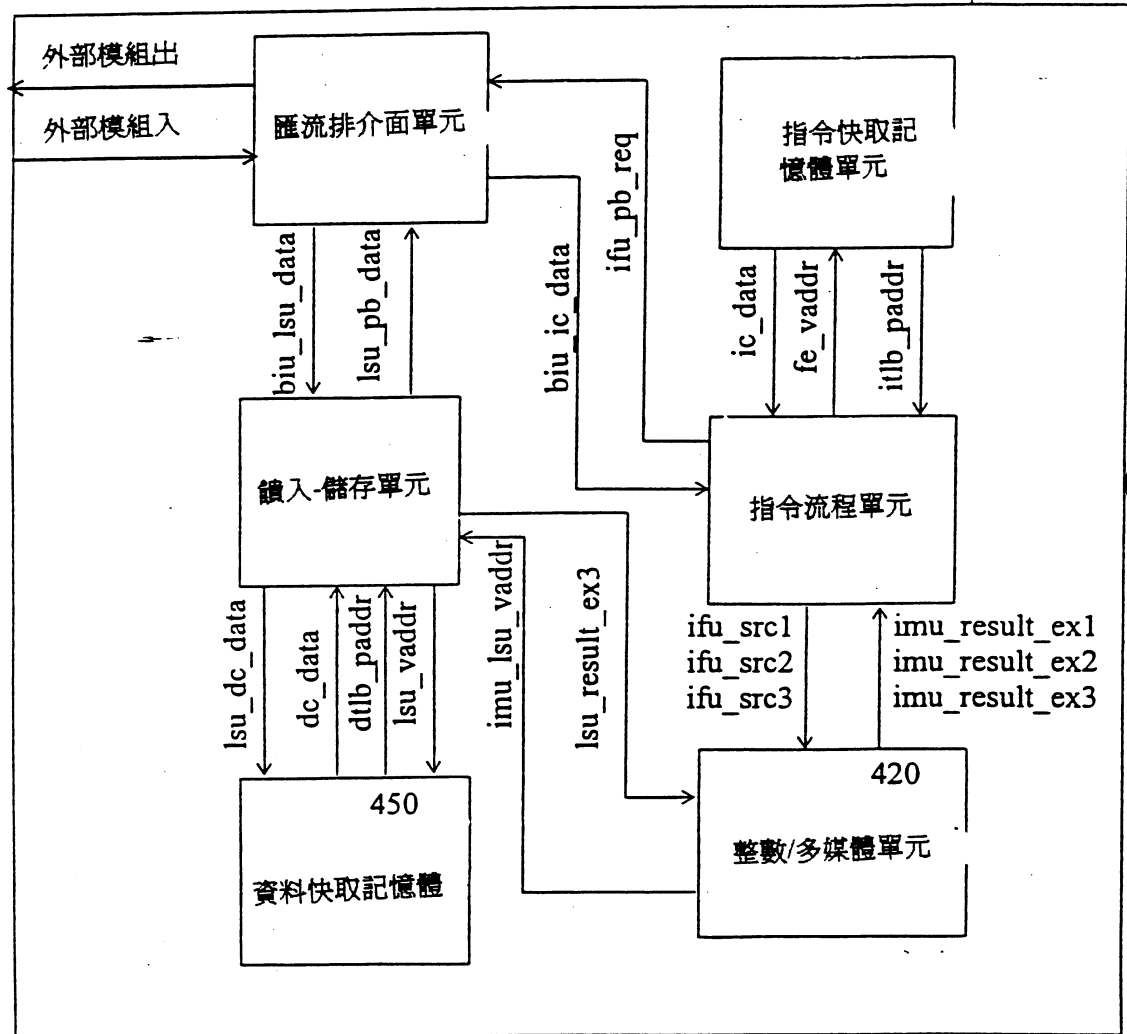 外部模組出
外部模組入
匯流排介面單元
指令快取記
憶體單元
biu_lsu_data
lsu_pb_data
biu_ic_data
ifu_pb_req
ic_data
fe_vaddr
itlb_paddr
饋入-儲存單元
指令流程單元
lsu_dc_data
dc_data
dtlb_paddr
lsu_vaddr
imu_lsu_vaddr
lsu_result_ex3
ifu_src1
ifu_src2
ifu_src3
imu_result_ex1
imu_result_ex2
imu_result_ex3
450
資料快取記憶體
420
整數/多媒體單元